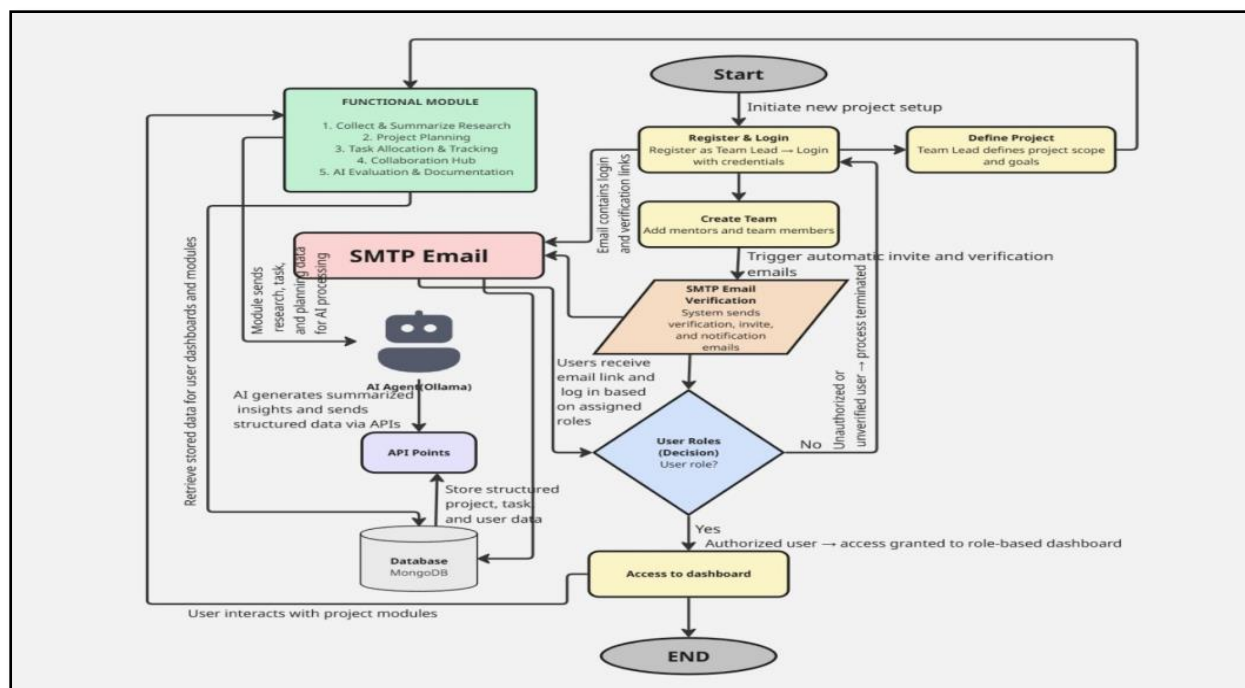 Start
Initiate new project setup
FUNCTIONAL MODULE
1. Collect & Summarize Research
2. Project Planning
3. Task Allocation & Tracking
4. Collaboration Hub
5. AI Evaluation & Documentation
Register & Login
Register as Team Lead → Login
with credentials
Define Project
Team Lead defines project scope
and goals
Email contains login
and verification links
Create Team
Add mentors and team members
SMTP Email
Trigger automatic invite and verification
emails
SMTP Email
Verification
System sends
verification, invite,
and notification
emails
Unauthorized or
unverified user → process terminated
Retrieve stored data for user dashboards and modules
Module sends
research, task,
and planning data
for AI processing
AI Agent(Ollama)
AI generates summarized
insights and sends
structured data via APIs
Users receive
email link and
log in based
on assigned
roles
API Points
User Roles
(Decision)
User role?
No
Store structured
project, task,
and user data
Yes
Authorized user → access granted to role-based dashboard
Database
MongoDB
Access to dashboard
User interacts with project modules
END